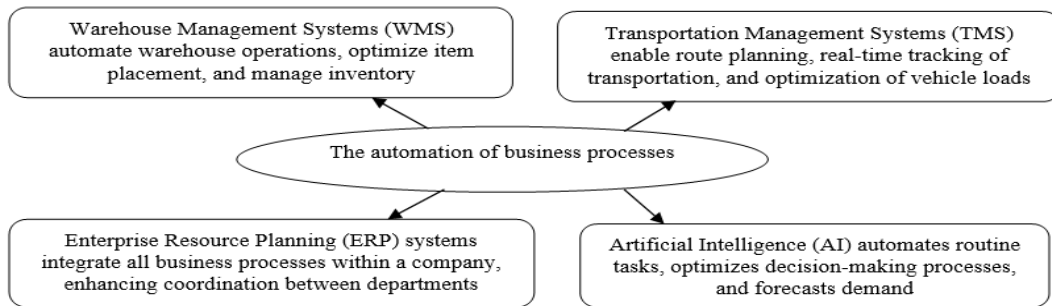 Warehouse Management Systems (WMS)
automate warehouse operations, optimize item
placement, and manage inventory
Transportation Management Systems (TMS)
enable route planning, real-time tracking of
transportation, and optimization of vehicle loads
The automation of business processes
Enterprise Resource Planning (ERP) systems
integrate all business processes within a company,
enhancing coordination between departments
Artificial Intelligence (AI) automates routine
tasks, optimizes decision-making processes,
and forecasts demand